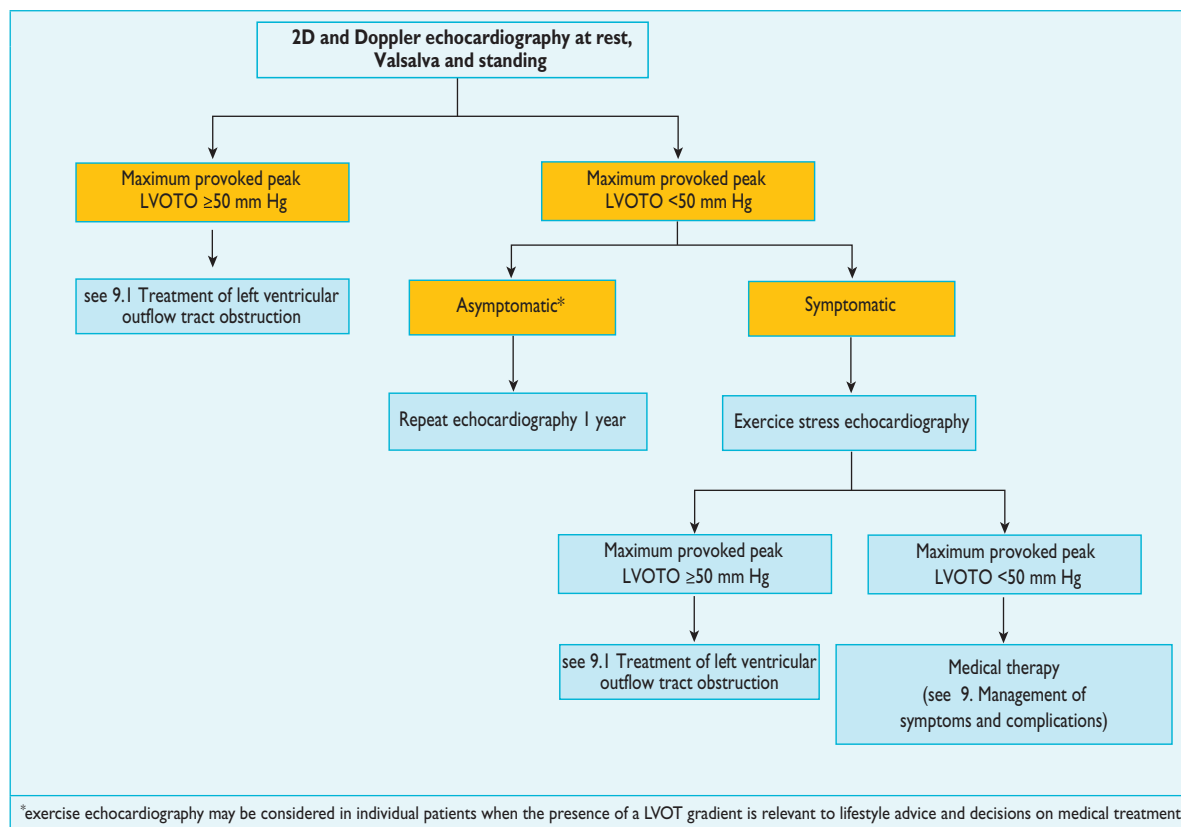 2D and Doppler echocardiography at rest,
Valsalva and standing
Maximum provoked peak
LVOTO ≥50 mm Hg
Maximum provoked peak
LVOTO <50 mm Hg
see 9.1 Treatment of left ventricular
outflow tract obstruction
Asymptomatic*
Symptomatic
Repeat echocardiography 1 year
Exercice stress echocardiography
Maximum provoked peak
LVOTO ≥50 mm Hg
Maximum provoked peak
LVOTO <50 mm Hg
see 9.1 Treatment of left ventricular
outflow tract obstruction
Medical therapy
(see 9. Management of
symptoms and complications)
*exercise echocardiography may be considered in individual patients when the presence of a LVOT gradient is relevant to lifestyle advice and decisions on medical treatment